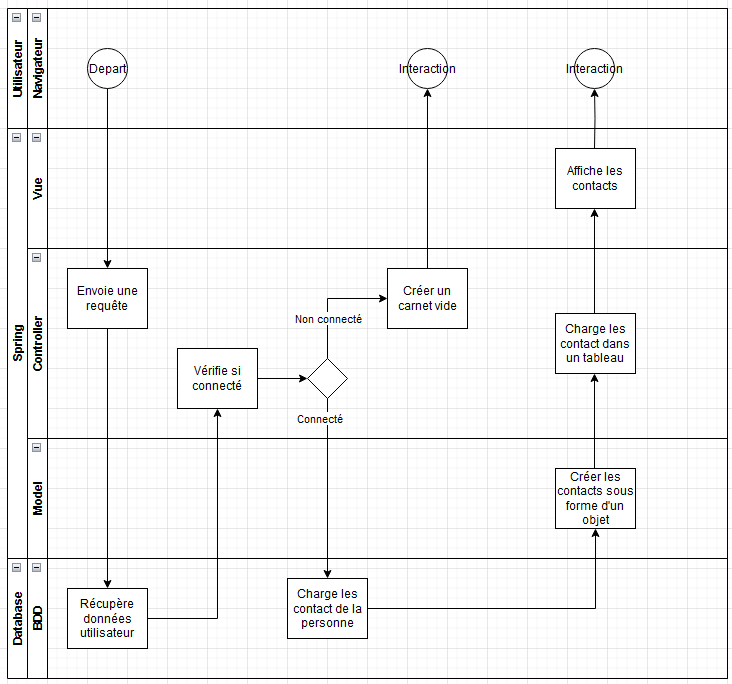 Utilisateur
Navigateur
Depart
Interaction
Interaction
Spring
Vue
Affiche les
contacts
Controller
Envoie une
requête
Créer un
carnet vide
Non connecté
Vérifie si
connecté
Connecté
Charge les
contact dans
un tableau
Model
Créer les
contacts sous
forme d'un
objet
Database
BDD
Récupère
données
utilisateur
Charge les
contact de la
personne